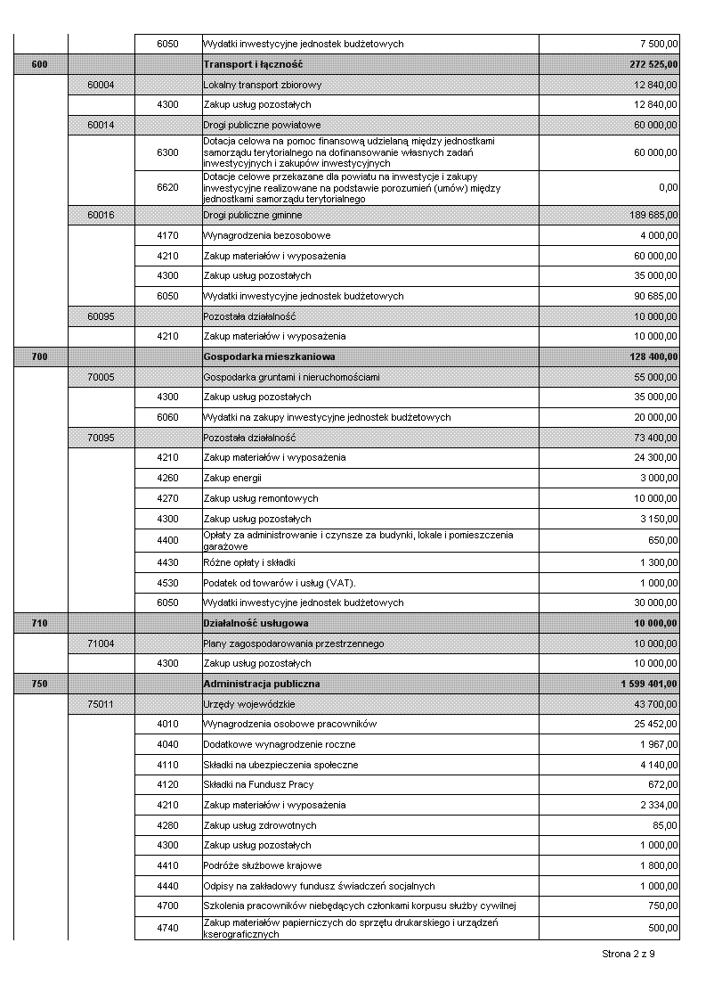 6050 Wydatki inwestycyjne jednostek budżetowych 7 500,00
600 Transport i łączność 272 525,00
60004 Lokalny transport zbiorowy 12 840,00
4300 Zakup usług pozostałych 12 840,00
60014 Drogi publiczne powiatowe 60 000,00
Dotacja celowa na pomoc finansową udzielaną między jednostkami
6300 samorządu terytorialnego na dofinansowanie własnych zadań 60 000,00
inwestycyjnych i zakupów inwestycyjnych
Dotacje celowe przekazane dla powiatu na inwestycje i zakupy
6620 inwestycyjne realizowane na podstawie porozumień (umów) między 0,00
jednostkami samorządu terytorialnego
60016 Drogi publiczne gminne 189 685,00
4170 Wynagrodzenia bezosobowe 4 000,00
4210 Zakup materiałów i wyposażenia 60 000,00
4300 Zakup usług pozostałych 35 000,00
6050 Wydatki inwestycyjne jednostek budżetowych 90 685,00
60095 Pozostała działalność 10 000,00
4210 Zakup materiałów i wyposażenia 10 000,00
700 Gospodarka mieszkaniowa 128 400,00
70005 Gospodarka gruntami i nieruchomościami 55 000,00
4300 Zakup usług pozostałych 35 000,00
6060 Wydatki na zakupy inwestycyjne jednostek budżetowych 20 000,00
70095 Pozostała działalność 73 400,00
4210 Zakup materiałów i wyposażenia 24 300,00
4260 Zakup energii 3 000,00
4270 Zakup usług remontowych 10 000,00
4300 Zakup usług pozostałych 3 150,00
4400 Opłaty za administrowanie i czynsze za budynki, lokale i pomieszczenia 650,00
garażowe
4430 Różne opłaty i składki 1 300,00
4530 Podatek od towarów i usług (VAT). 1 000,00
6050 Wydatki inwestycyjne jednostek budżetowych 30 000,00
710 Działalność usługowa 10 000,00
71004 Plany zagospodarowania przestrzennego 10 000,00
4300 Zakup usług pozostałych 10 000,00
750 Administracja publiczna 1 599 401,00
75011 Urzędy wojewódzkie 43 700,00
4010 Wynagrodzenia osobowe pracowników 25 452,00
4040 Dodatkowe wynagrodzenie roczne 1 967,00
4110 Składki na ubezpieczenia społeczne 4 140,00
4120 Składki na Fundusz Pracy 672,00
4210 Zakup materiałów i wyposażenia 2 334,00
4280 Zakup usług zdrowotnych 85,00
4300 Zakup usług pozostałych 1 000,00
4410 Podróże służbowe krajowe 1 800,00
4440 Odpisy na zakładowy fundusz świadczeń socjalnych 1 000,00
4700 Szkolenia pracowników niebędących członkami korpusu służby cywilnej 750,00
4740 Zakup materiałów papierniczych do sprzętu drukarskiego i urządzeń 500,00
kserograficznych
Strona 2 z 9